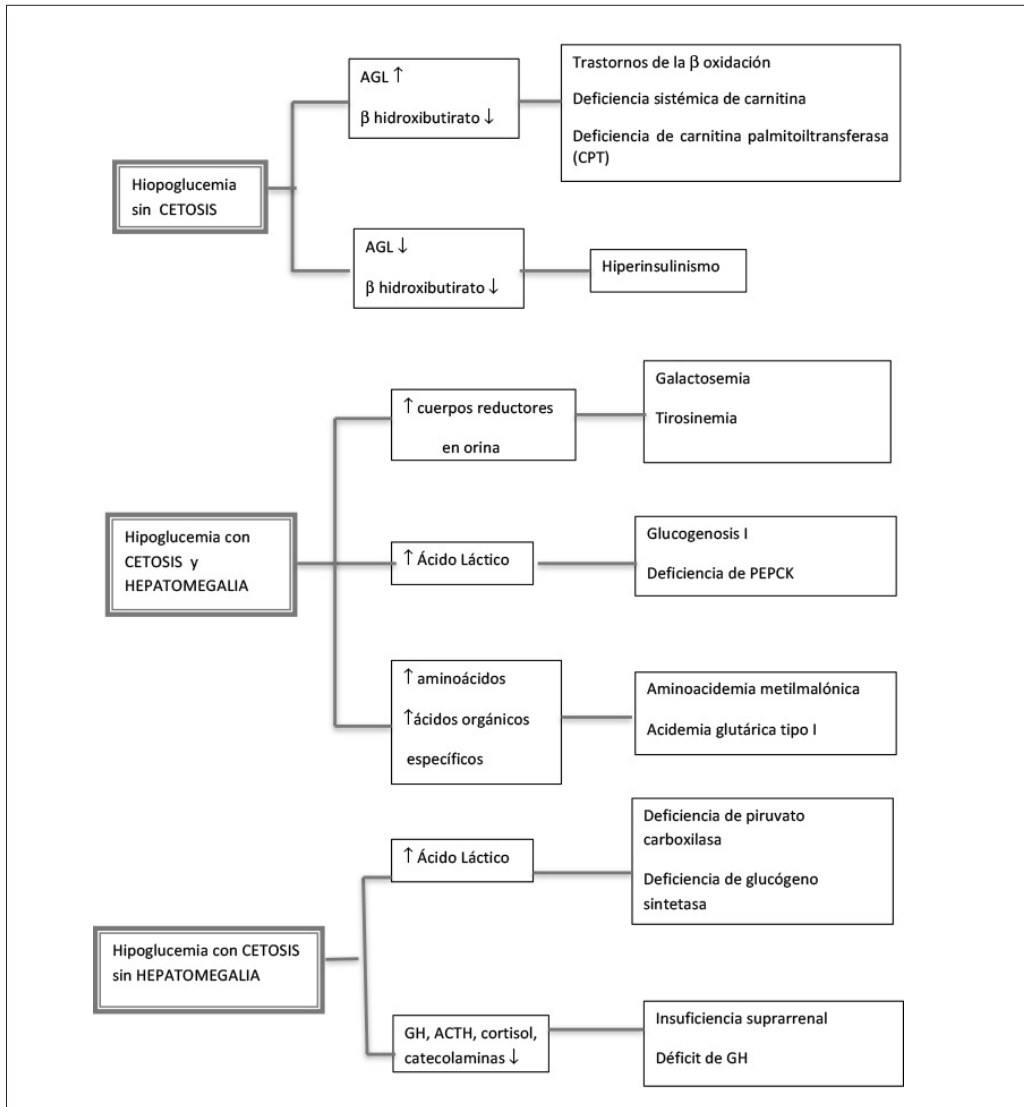 AGL ↑
β hidroxibutirato ↓
Trastornos de la β oxidación
Deficiencia sistémica de carnitina
Deficiencia de carnitina palmitoiltransferasa
(CPT)
Hiopoglucemia
sin CETOSIS
AGL ↓
β hidroxibutirato ↓
Hiperinsulinismo
↑ cuerpos reductores
en orina
Galactosemia
Tirosinemia
Hipoglucemia con
CETOSIS y
HEPATOMEGALIA
↑ Ácido Láctico
Glucogenosis I
Deficiencia de PEPCK
↑ aminoácidos
↑ácidos orgánicos
específicos
Aminoacidemia metilmalónica
Acidemia glutárica tipo I
↑ Ácido Láctico
Deficiencia de piruvato
carboxilasa
Deficiencia de glucógeno
sintetasa
Hipoglucemia con CETOSIS
sin HEPATOMEGALIA
GH, ACTH, cortisol,
catecolaminas ↓
Insuficiencia suprarrenal
Déficit de GH